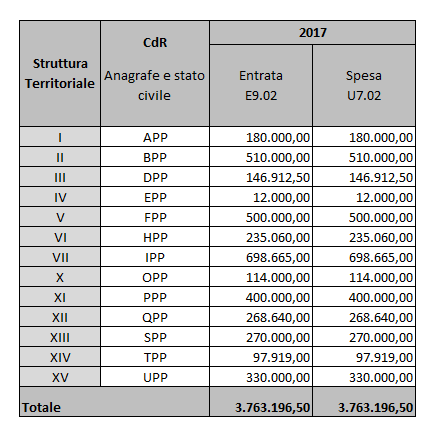 Struttura Territoriale CdR Anagrafe e stato civile 2017
Entrata E9.02 Spesa U7.02
I APP 180.000,00 180.000,00
II BPP 510.000,00 510.000,00
III DPP 146.912,50 146.912,50
IV EPP 12.000,00 12.000,00
V FPP 500.000,00 500.000,00
VI HPP 235.060,00 235.060,00
VII IPP 698.665,00 698.665,00
X OPP 114.000,00 114.000,00
XI PPP 400.000,00 400.000,00
XII QPP 268.640,00 268.640,00
XIII SPP 270.000,00 270.000,00
XIV TPP 97.919,00 97.919,00
XV UPP 330.000,00 330.000,00
Totale 3.763.196,50 3.763.196,50